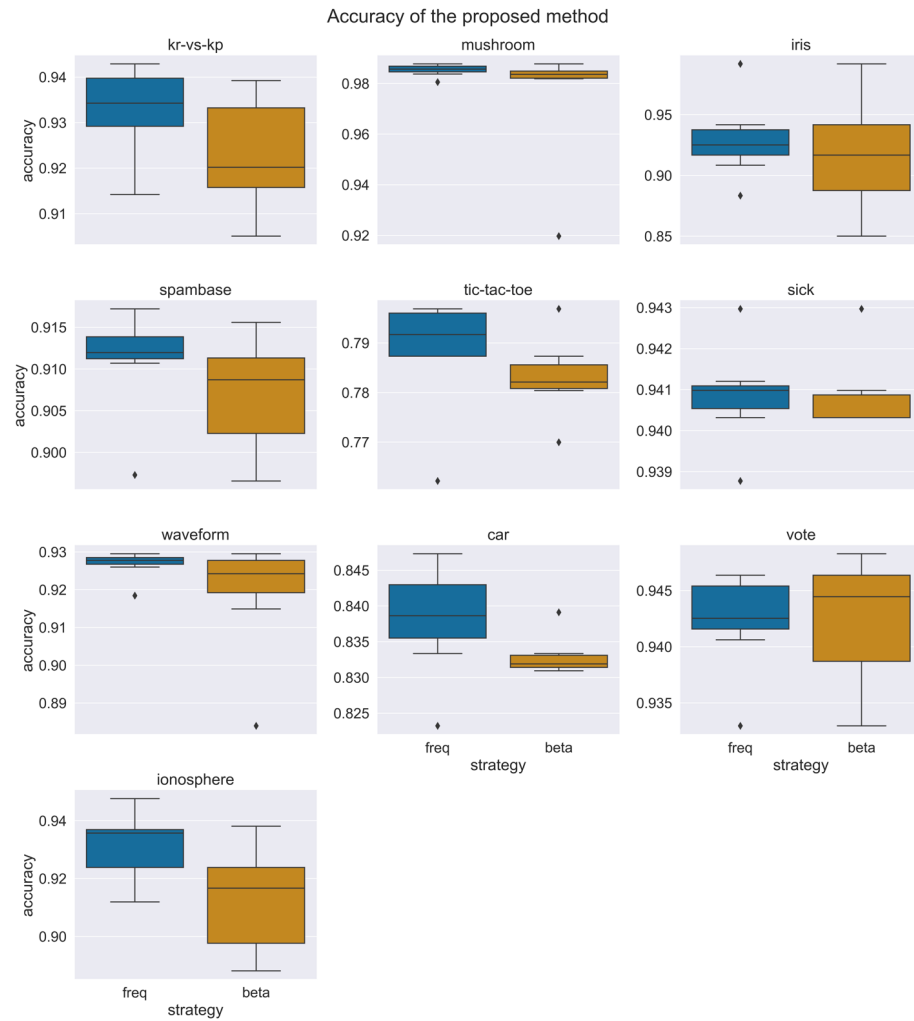 Accuracy of the proposed method
kr-vs-kp
mushroom
iris
0.94
0.93
0.92
0.91
accuracy
0.98
0.96
0.94
0.92
0.95
0.90
0.85
spambase
tic-tac-toe
sick
0.915
0.910
0.905
0.900
accuracy
0.79
0.78
0.77
0.943
0.942
0.941
0.940
0.939
waveform
car
vote
0.93
0.92
0.91
0.90
0.89
accuracy
0.845
0.840
0.835
0.830
0.825
freq
beta
strategy
0.945
0.940
0.935
freq
beta
strategy
ionosphere
0.94
0.92
0.90
accuracy
freq
beta
strategy